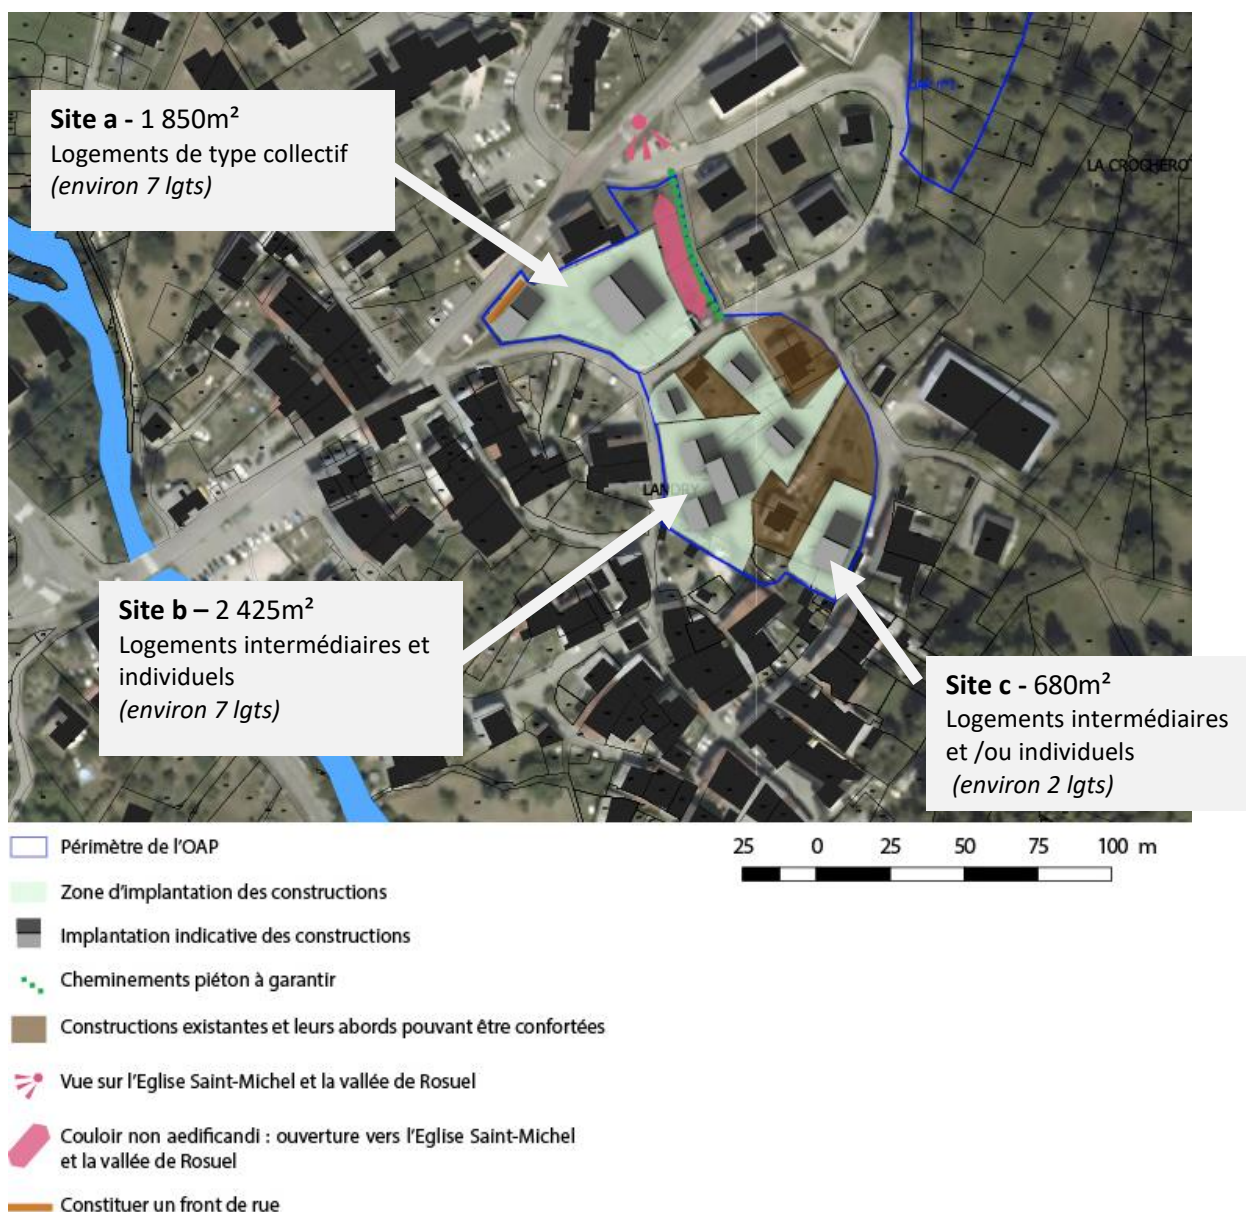 Site a - 1 850m²
Logements de type collectif
(environ 7 lgts)
LA CROCHERO
LANDRY
Site b – 2 425m²
Logements intermédiaires et
individuels
(environ 7 lgts)
Site c - 680m²
Logements intermédiaires
et /ou individuels
(environ 2 lgts)
Périmètre de l'OAP
25 0 25 50 75 100 m
Zone d'implantation des constructions
Implantation indicative des constructions
Cheminements piéton à garantir
Constructions existantes et leurs abords pouvant être confortées
Vue sur l'Eglise Saint-Michel et la vallée de Rosuel
Couloir non aedificandi : ouverture vers l'Eglise Saint-Michel
et la vallée de Rosuel
Constituer un front de rue